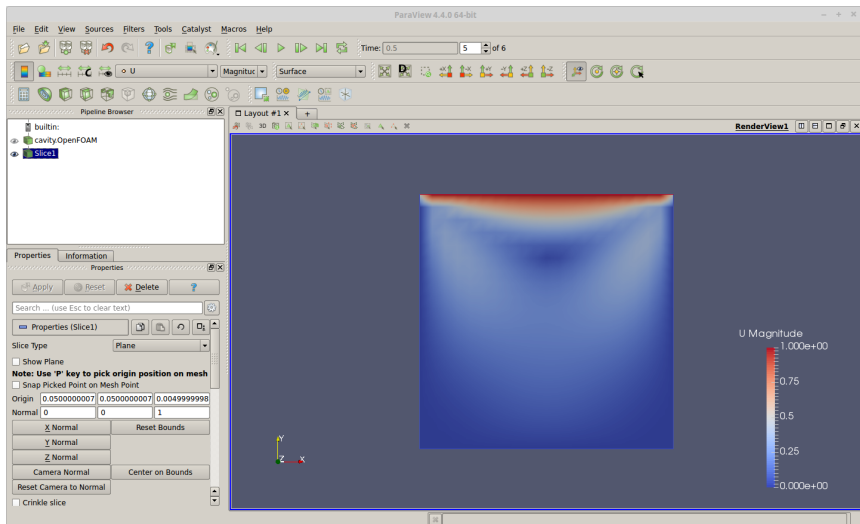 ParaView 4.4.0 64-bit
File Edit View Sources Filters Tools Catalyst Macros Help
Time: 0.5 5 of 6
U Magnituc Surface
Pipeline Browser
builtin:
cavity.OpenFOAM
Slice1
Layout #1 +
3D RenderView1
Properties Information
Properties
Apply Reset Delete ?
Search ... (use Esc to clear text)
Properties (Slice1)
Slice Type Plane
Show Plane
Note: Use 'P' key to pick origin position on mesh
Snap Picked Point on Mesh Point
Origin 0.0500000007 0.0500000007 0.0049999998
Normal 0 0 1
X Normal Reset Bounds
Y Normal
Z Normal
Camera Normal Center on Bounds
Reset Camera to Normal
Crinkle slice
Y
Z X
U Magnitude
1.000e+00
0.75
0.5
0.25
0.000e+00